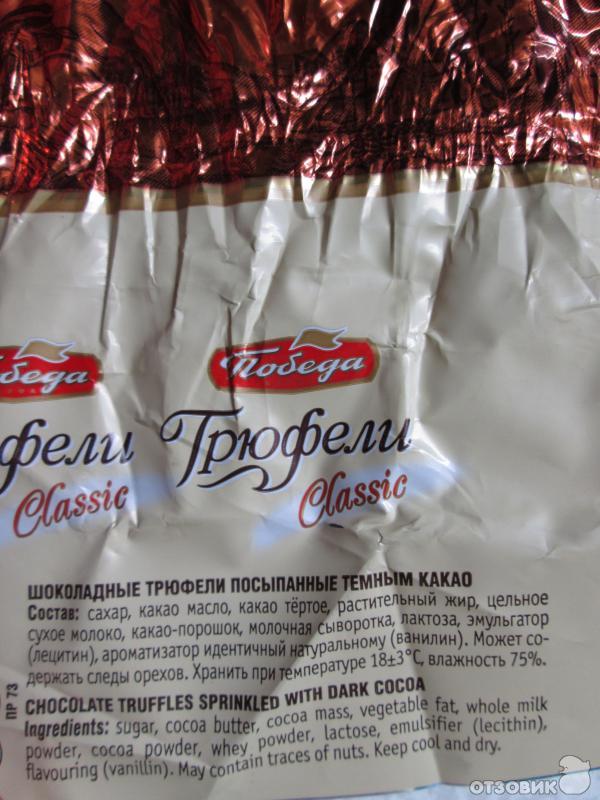 беда
Победа
фели
Трюфели
Classic
Classic
ШОКОЛАДНЫЕ ТРЮФЕЛИ ПОСЫПАННЫЕ ТЕМНЫМ КАКАО
Состав: сахар, какао масло, какао тёртое, растительный жир, цельное
сухое молоко, какао-порошок, молочная сыворотка, лактоза, эмульгатор
(лецитин), ароматизатор идентичный натуральному (ванилин). Может со-
держать следы орехов. Хранить при температуре 18±3°С, влажность 75%.
ПР 73
CHOCOLATE TRUFFLES SPRINKLED WITH DARK COCOA
Ingredients: sugar, cocoa butter, cocoa mass, vegetable fat, whole milk
powder, cocoa powder, whey powder, lactose, emulsifier (lecithin),
flavouring (vanillin). May contain traces of nuts. Keep cool and dry.
ОТЗОВИК